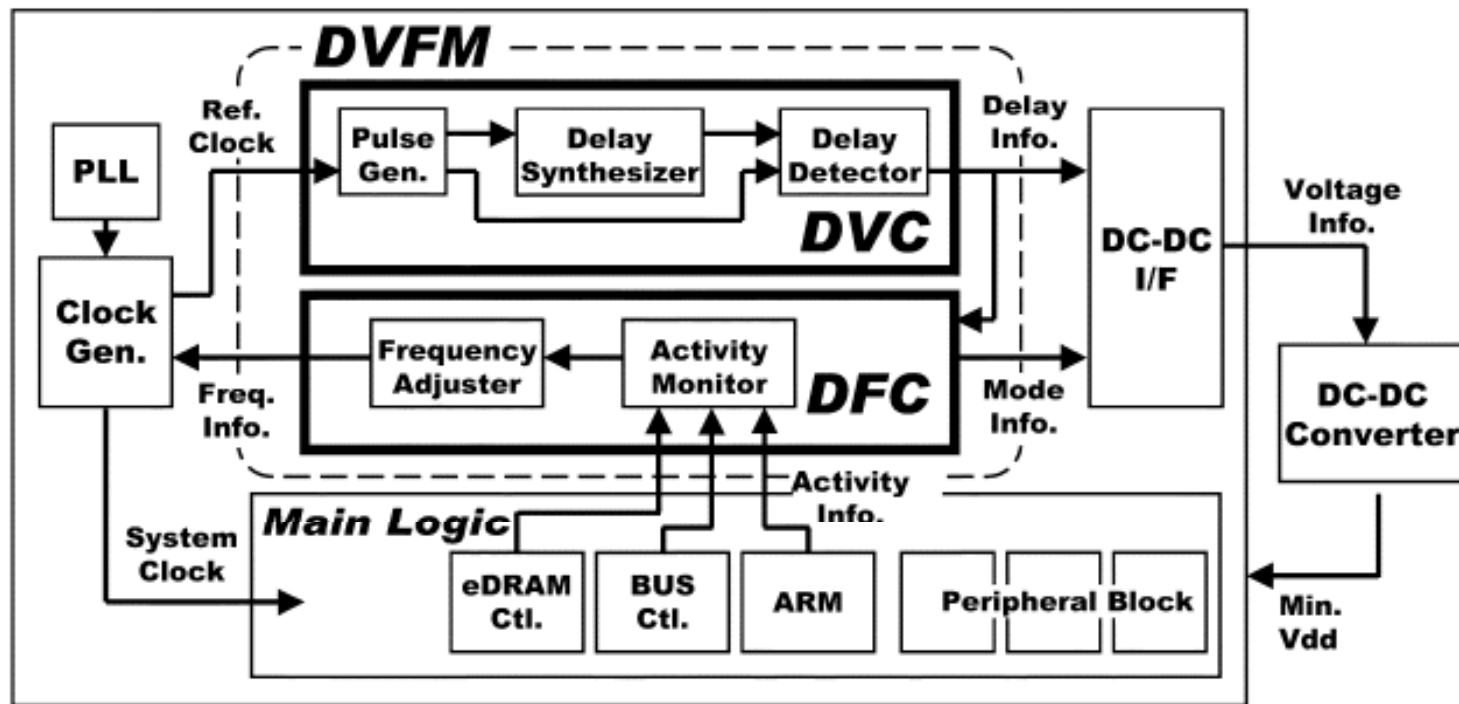 DVFM
Ref.
Clock
PLL
Pulse
Gen.
Delay
Synthesizer
Delay
Detector
DVC
Delay
Info.
DC-DC
I/F
Voltage
Info.
Clock
Gen.
Frequency
Adjuster
Activity
Monitor
DFC
Freq.
Info.
Mode
Info.
DC-DC
Converter
Activity
Info.
Main Logic
System
Clock
eDRAM
Ctl.
BUS
Ctl.
ARM
Peripheral Block
Min.
Vdd